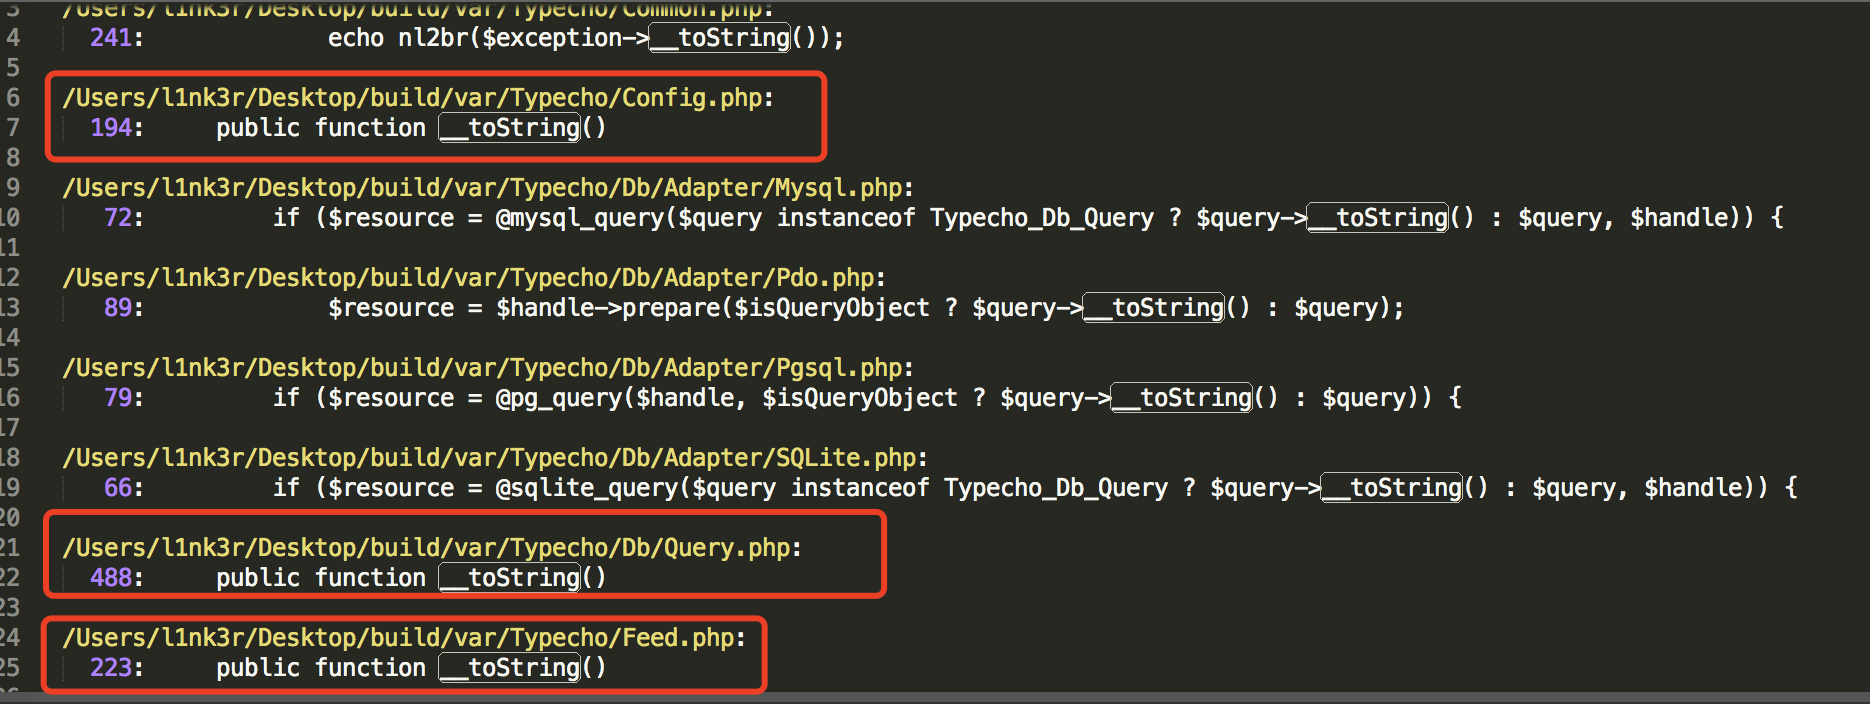 3 /Users/l1nk3r/Desktop/build/var/Typecho/Common.php:
4 241: echo nl2br($exception->__toString());
5
6 /Users/l1nk3r/Desktop/build/var/Typecho/Config.php:
7 194: public function __toString()
8
9 /Users/l1nk3r/Desktop/build/var/Typecho/Db/Adapter/Mysql.php:
10 72: if ($resource = @mysql_query($query instanceof Typecho_Db_Query ? $query->__toString() : $query, $handle)) {
11
12 /Users/l1nk3r/Desktop/build/var/Typecho/Db/Adapter/Pdo.php:
13 89: $resource = $handle->prepare($isQueryObject ? $query->__toString() : $query);
14
15 /Users/l1nk3r/Desktop/build/var/Typecho/Db/Adapter/Pgsql.php:
16 79: if ($resource = @pg_query($handle, $isQueryObject ? $query->__toString() : $query)) {
17
18 /Users/l1nk3r/Desktop/build/var/Typecho/Db/Adapter/SQLite.php:
19 66: if ($resource = @sqlite_query($query instanceof Typecho_Db_Query ? $query->__toString() : $query, $handle)) {
20
21 /Users/l1nk3r/Desktop/build/var/Typecho/Db/Query.php:
22 488: public function __toString()
23
24 /Users/l1nk3r/Desktop/build/var/Typecho/Feed.php:
25 223: public function __toString()